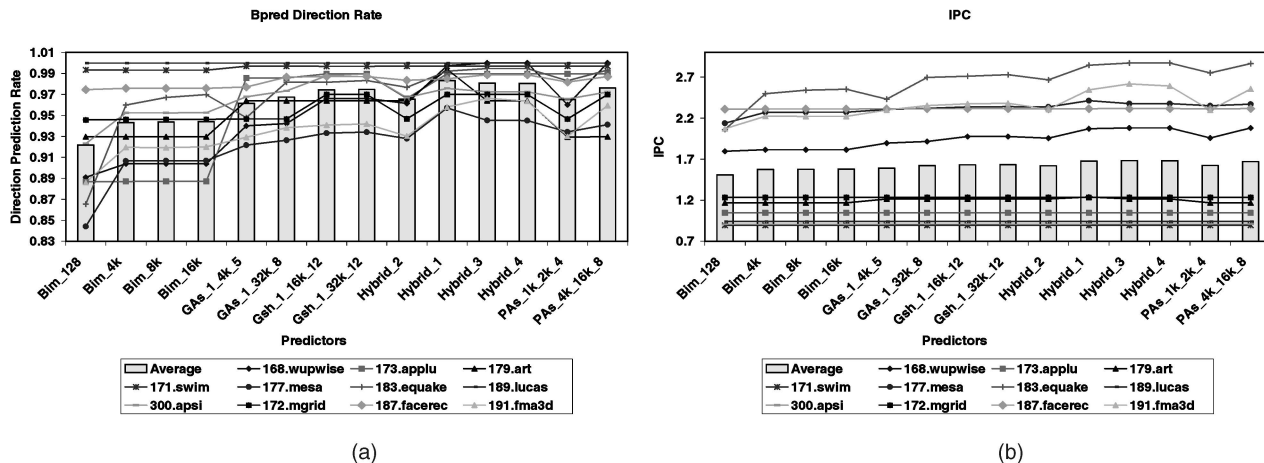 Bpred Direction Rate
Direction Prediction Rate
1.01
0.99
0.97
0.95
0.93
0.91
0.89
0.87
0.85
0.83
Bim_128
Bim_4k
Bim_8k
Bim_16k
GAs_1_4k_5
GAs_1_32k_8
Gsh_1_16k_12
Gsh_1_32k_12
Hybrid_2
Hybrid_1
Hybrid_3
Hybrid_4
PAs_1k_2k_4
PAs_4k_16k_8
Predictors
Average 168.wupwise 173.applu 179.art
171.swim 177.mesa 183.equake 189.lucas
300.apsi 172.mgrid 187.facerec 191.fma3d
(a)
IPC
IPC
2.7
2.2
1.7
1.2
0.7
Bim_128
Bim_4k
Bim_8k
Bim_16k
GAs_1_4k_5
GAs_1_32k_8
Gsh_1_16k_12
Gsh_1_32k_12
Hybrid_2
Hybrid_1
Hybrid_3
Hybrid_4
PAs_1k_2k_4
PAs_4k_16k_8
Predictors
Average 168.wupwise 173.applu 179.art
171.swim 177.mesa 183.equake 189.lucas
300.apsi 172.mgrid 187.facerec 191.fma3d
(b)